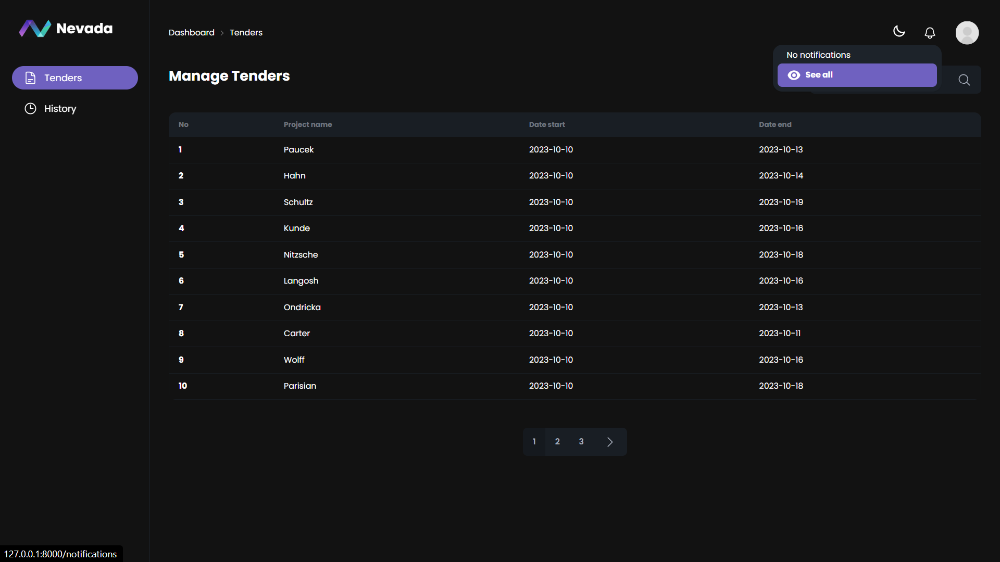 Nevada
Dashboard > Tenders
No notifications
See all
Tenders
History
Manage Tenders
No Project name Date start Date end
1 Paucek 2023-10-10 2023-10-13
2 Hahn 2023-10-10 2023-10-14
3 Schultz 2023-10-10 2023-10-19
4 Kunde 2023-10-10 2023-10-16
5 Nitzsche 2023-10-10 2023-10-18
6 Langosh 2023-10-10 2023-10-16
7 Ondricka 2023-10-10 2023-10-13
8 Carter 2023-10-10 2023-10-11
9 Wolff 2023-10-10 2023-10-16
10 Parisian 2023-10-10 2023-10-18
1 2 3
127.0.0.1:8000/notifications